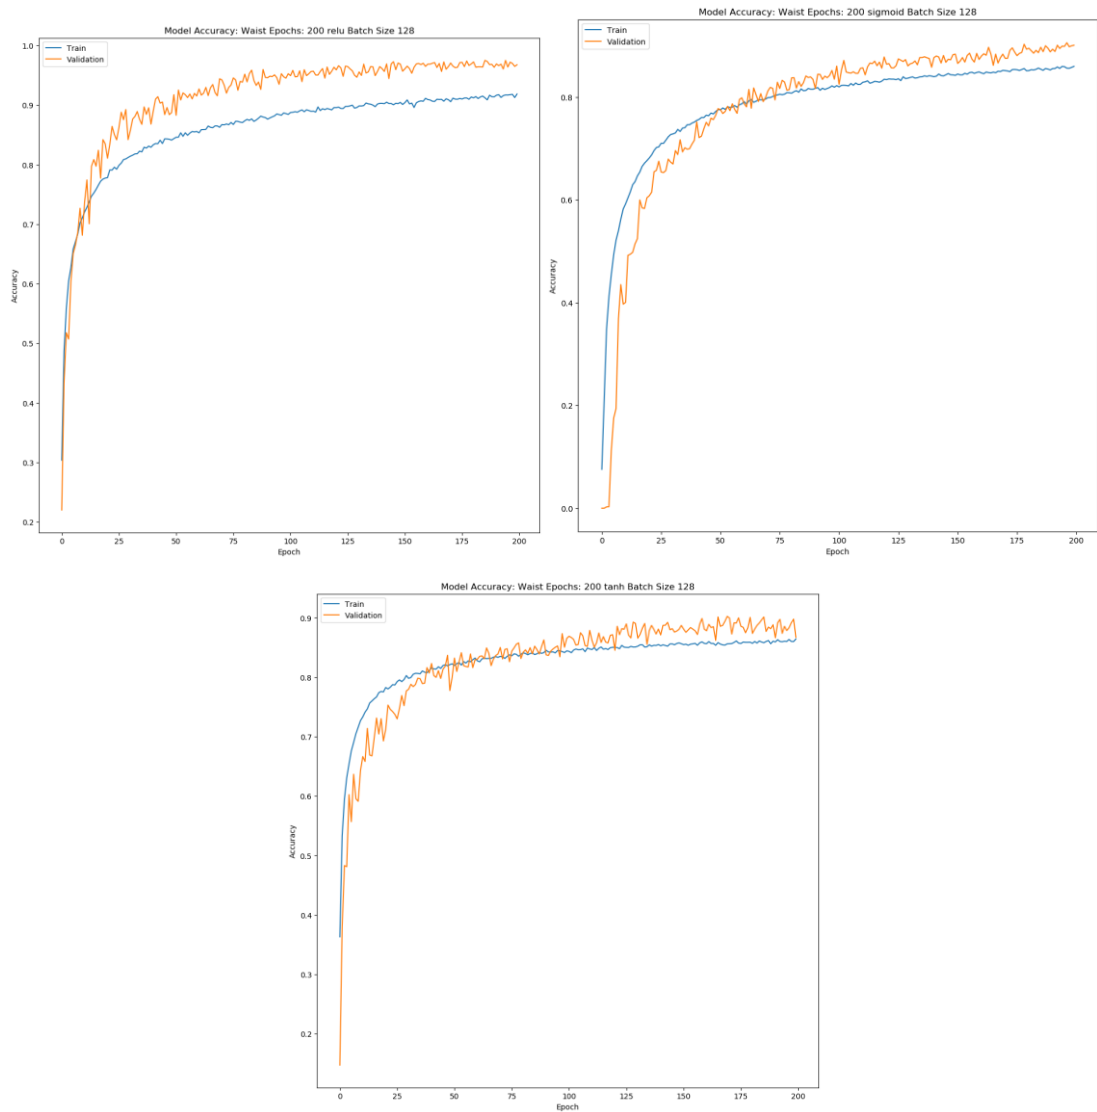 Model Accuracy: Waist Epochs: 200 relu Batch Size 128
Train
Validation
1.0
0.9
0.8
0.7
0.6
0.5
0.4
0.3
0.2
Accuracy
0 25 50 75 100 125 150 175 200
Epoch
Model Accuracy: Waist Epochs: 200 sigmoid Batch Size 128
Train
Validation
0.8
0.6
0.4
0.2
0.0
Accuracy
0 25 50 75 100 125 150 175 200
Epoch
Model Accuracy: Waist Epochs: 200 tanh Batch Size 128
Train
Validation
0.9
0.8
0.7
0.6
0.5
0.4
0.3
0.2
Accuracy
0 25 50 75 100 125 150 175 200
Epoch